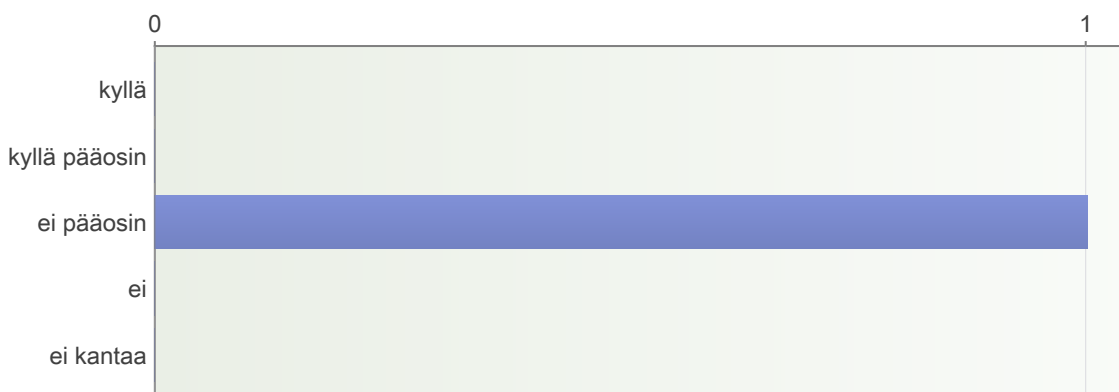 0 1
kyllä
kyllä pääosin
ei pääosin
ei
ei kantaa